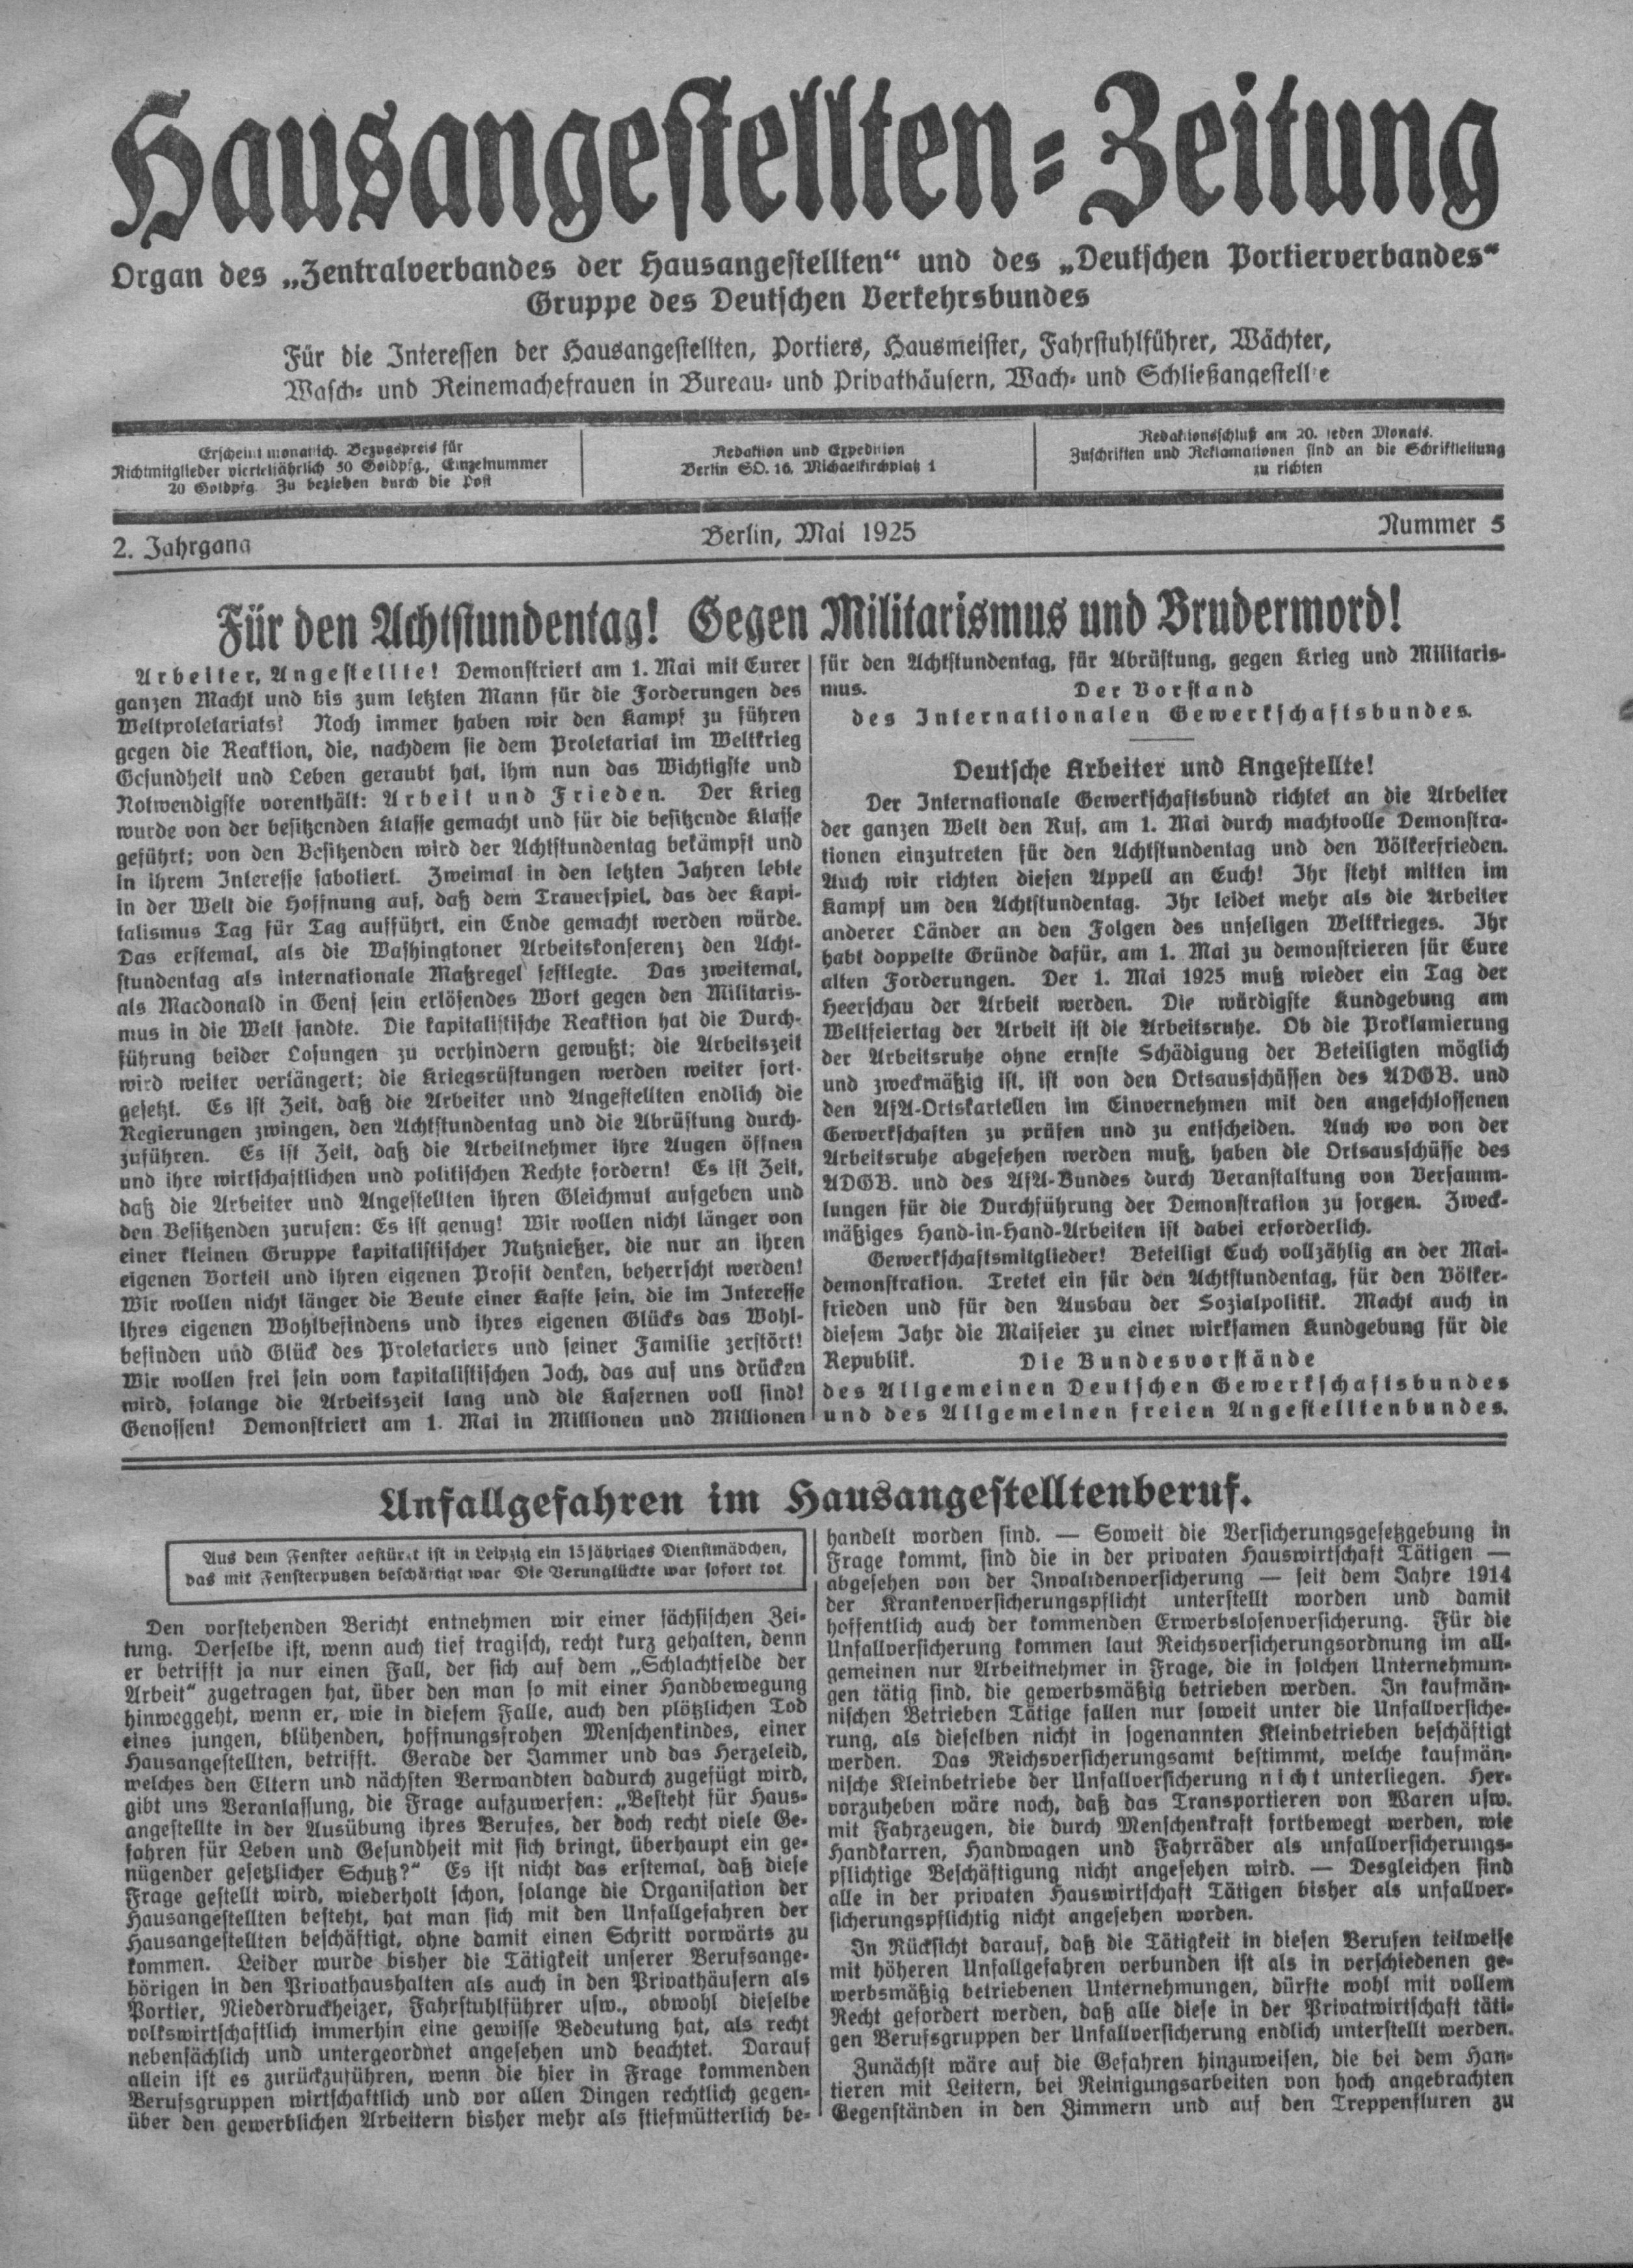 Hausangestellten-Zeitung
Organ des „Zentralverbandes der Hausangestellten“ und des „Deutschen Portierverbandes“
Gruppe des Deutschen Verkehrsbundes
Für die Interessen der Hausangestellten, Portiers, Hausmeister, Fahrstuhlführer, Wächter,
Wasch- und Reinemachefrauen in Bureau- und Privathäusern, Wach- und Schließangestellte
Erscheint monatlich. Bezugspreis für
Nichtmitglieder vierteljährlich 50 Goldpfg., Einzelnummer
20 Goldpfg. Zu beziehen durch die Post
Redaktion und Expedition
Berlin SO. 16, Michaelkirchplatz 1
Redaktionsschluß am 20. jeden Monats.
Zuschriften und Reklamationen sind an die Schriftleitung
zu richten
2. Jahrgang
Berlin, Mai 1925
Nummer 5
Für den Achtstundentag! Gegen Militarismus und Brudermord!
Arbeiter, Angestellte! Demonstriert am 1. Mai mit Eurer
ganzen Macht und bis zum letzten Mann für die Forderungen des
Weltproletariats! Noch immer haben wir den Kampf zu führen
gegen die Reaktion, die, nachdem sie dem Proletariat im Weltkrieg
Gesundheit und Leben geraubt hat, ihm nun das Wichtigste und
Notwendigste vorenthält: Arbeit und Frieden. Der Krieg
wurde von der besitzenden Klasse gemacht und für die besitzende Klasse
geführt; von den Besitzenden wird der Achtstundentag bekämpft und
in ihrem Interesse sabotiert. Zweimal in den letzten Jahren lebte
in der Welt die Hoffnung auf, daß dem Trauerspiel, das der Kapi-
talismus Tag für Tag aufführt, ein Ende gemacht werden würde.
Das erstemal, als die Washingtoner Arbeitskonferenz den Acht-
stundentag als internationale Maßregel festlegte. Das zweitemal,
als Macdonald in Genf sein erlösendes Wort gegen den Militaris-
mus in die Welt sandte. Die kapitalistische Reaktion hat die Durch-
führung beider Losungen zu verhindern gewußt; die Arbeitszeit
wird weiter verlängert; die Kriegsrüstungen werden weiter fort-
gesetzt. Es ist Zeit, daß die Arbeiter und Angestellten endlich die
Regierungen zwingen, den Achtstundentag und die Abrüstung durch-
zuführen. Es ist Zeit, daß die Arbeitnehmer ihre Augen öffnen
und ihre wirtschaftlichen und politischen Rechte fordern! Es ist Zeit,
daß die Arbeiter und Angestellten ihren Gleichmut aufgeben und
den Besitzenden zurufen: Es ist genug! Wir wollen nicht länger von
einer kleinen Gruppe kapitalistischer Nutznießer, die nur an ihren
eigenen Vorteil und ihren eigenen Profit denken, beherrscht werden!
Wir wollen nicht länger die Beute einer Kaste sein, die im Interesse
ihres eigenen Wohlbefindens und ihres eigenen Glücks das Wohl-
befinden und Glück des Proletariers und seiner Familie zerstört!
Wir wollen frei sein vom kapitalistischen Joch, das auf uns drücken
wird, solange die Arbeitszeit lang und die Kasernen voll sind!
Genossen! Demonstriert am 1. Mai in Millionen und Millionen
für den Achtstundentag, für Abrüstung, gegen Krieg und Militaris-
mus. Der Vorstand
des Internationalen Gewerkschaftsbundes.
Deutsche Arbeiter und Angestellte!
Der Internationale Gewerkschaftsbund richtet an die Arbeiter
der ganzen Welt den Ruf, am 1. Mai durch machtvolle Demonstra-
tionen einzutreten für den Achtstundentag und den Völkerfrieden.
Auch wir richten diesen Appell an Euch! Ihr steht mitten im
Kampf um den Achtstundentag. Ihr leidet mehr als die Arbeiter
anderer Länder an den Folgen des unseligen Weltkrieges. Ihr
habt doppelte Gründe dafür, am 1. Mai zu demonstrieren für Eure
alten Forderungen. Der 1. Mai 1925 muß wieder ein Tag der
Heerschau der Arbeit werden. Die würdigste Kundgebung am
Weltfeiertag der Arbeit ist die Arbeitsruhe. Ob die Proklamierung
der Arbeitsruhe ohne ernste Schädigung der Beteiligten möglich
und zweckmäßig ist, ist von den Ortsausschüssen des ADGB. und
den AfA-Ortskartellen im Einvernehmen mit den angeschlossenen
Gewerkschaften zu prüfen und zu entscheiden. Auch wo von der
Arbeitsruhe abgesehen werden muß, haben die Ortsausschüsse des
ADGB. und des AfA-Bundes durch Veranstaltung von Versamm-
lungen für die Durchführung der Demonstration zu sorgen. Zweck-
mäßiges Hand-in-Hand-Arbeiten ist dabei erforderlich.
Gewerkschaftsmitglieder! Beteiligt Euch vollzählig an der Mai-
demonstration. Tretet ein für den Achtstundentag, für den Völker-
frieden und für den Ausbau der Sozialpolitik. Macht auch in
diesem Jahr die Maifeier zu einer wirksamen Kundgebung für die
Republik. Die Bundesvorstände
des Allgemeinen Deutschen Gewerkschaftsbundes
und des Allgemeinen freien Angestelltenbundes.
Unfallgefahren im Hausangestelltenberuf.
Aus dem Fenster gestürzt ist in Leipzig ein 15jähriges Dienstmädchen,
das mit Fensterputzen beschäftigt war. Die Verunglückte war sofort tot.
Den vorstehenden Bericht entnehmen wir einer sächsischen Zei-
tung. Derselbe ist, wenn auch tief tragisch, recht kurz gehalten, denn
er betrifft ja nur einen Fall, der sich auf dem „Schlachtfelde der
Arbeit“ zugetragen hat, über den man so mit einer Handbewegung
hinweggeht, wenn er, wie in diesem Falle, auch den plötzlichen Tod
eines jungen, blühenden, hoffnungsfrohen Menschenkindes, einer
Hausangestellten, betrifft. Gerade der Jammer und das Herzeleid,
welches den Eltern und nächsten Verwandten dadurch zugefügt wird,
gibt uns Veranlassung, die Frage aufzuwerfen: „Besteht für Haus-
angestellte in der Ausübung ihres Berufes, der doch recht viele Ge-
fahren für Leben und Gesundheit mit sich bringt, überhaupt ein ge-
nügender gesetzlicher Schutz?“ Es ist nicht das erstemal, daß diese
Frage gestellt wird, wiederholt schon, solange die Organisation der
Hausangestellten besteht, hat man sich mit den Unfallgefahren der
Hausangestellten beschäftigt, ohne damit einen Schritt vorwärts zu
kommen. Leider wurde bisher die Tätigkeit unserer Berufsange-
hörigen in den Privathaushalten als auch in den Privathäusern als
Portier, Niederdruckheizer, Fahrstuhlführer usw., obwohl dieselbe
volkswirtschaftlich immerhin eine gewisse Bedeutung hat, als recht
nebensächlich und untergeordnet angesehen und beachtet. Darauf
allein ist es zurückzuführen, wenn die hier in Frage kommenden
Berufsgruppen wirtschaftlich und vor allen Dingen rechtlich gegen-
über den gewerblichen Arbeitern bisher mehr als stiefmütterlich be-
handelt worden sind. — Soweit die Versicherungsgesetzgebung in
Frage kommt, sind die in der privaten Hauswirtschaft Tätigen —
abgesehen von der Invalidenversicherung — seit dem Jahre 1914
der Krankenversicherungspflicht unterstellt worden und damit
hoffentlich auch der kommenden Erwerbslosenversicherung. Für die
Unfallversicherung kommen laut Reichsversicherungsordnung im all-
gemeinen nur Arbeitnehmer in Frage, die in solchen Unternehmun-
gen tätig sind, die gewerbsmäßig betrieben werden. In kaufmän-
nischen Betrieben Tätige fallen nur soweit unter die Unfallversiche-
rung, als dieselben nicht in sogenannten Kleinbetrieben beschäftigt
werden. Das Reichsversicherungsamt bestimmt, welche kaufmän-
nische Kleinbetriebe der Unfallversicherung nicht unterliegen. Her-
vorzuheben wäre noch, daß das Transportieren von Waren usw.
mit Fahrzeugen, die durch Menschenkraft fortbewegt werden, wie
Handkarren, Handwagen und Fahrräder als unfallversicherungs-
pflichtige Beschäftigung nicht angesehen wird. — Desgleichen sind
alle in der privaten Hauswirtschaft Tätigen bisher als unfallver-
sicherungspflichtig nicht angesehen worden.
In Rücksicht darauf, daß die Tätigkeit in diesen Berufen teilweise
mit höheren Unfallgefahren verbunden ist als in verschiedenen ge-
werbsmäßig betriebenen Unternehmungen, dürfte wohl mit vollem
Recht gefordert werden, daß alle diese in der Privatwirtschaft täti-
gen Berufsgruppen der Unfallversicherung endlich unterstellt werden.
Zunächst wäre auf die Gefahren hinzuweisen, die bei dem Han-
tieren mit Leitern, bei Reinigungsarbeiten von hoch angebrachten
Gegenständen in den Zimmern und auf den Treppenfluren zu